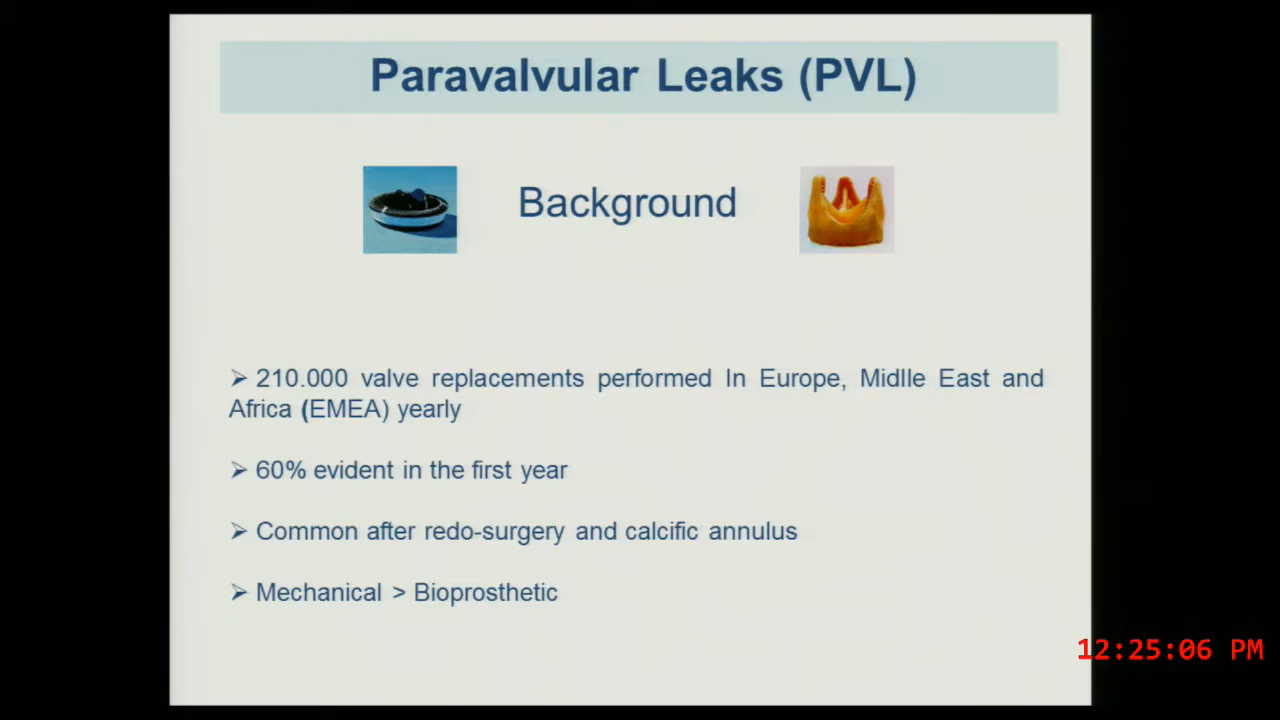 Paravalvular Leaks (PVL)
Background
➢ 210.000 valve replacements performed In Europe, Midlle East and
Africa (EMEA) yearly
➢ 60% evident in the first year
➢ Common after redo-surgery and calcific annulus
➢ Mechanical > Bioprosthetic
12:25:06 PM